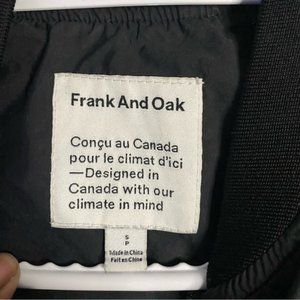 Frank And Oak
Conçu au Canada
pour le climat d'ici
—Designed in
Canada with our
climate in mind
S
P
Made in China
Fait en Chine